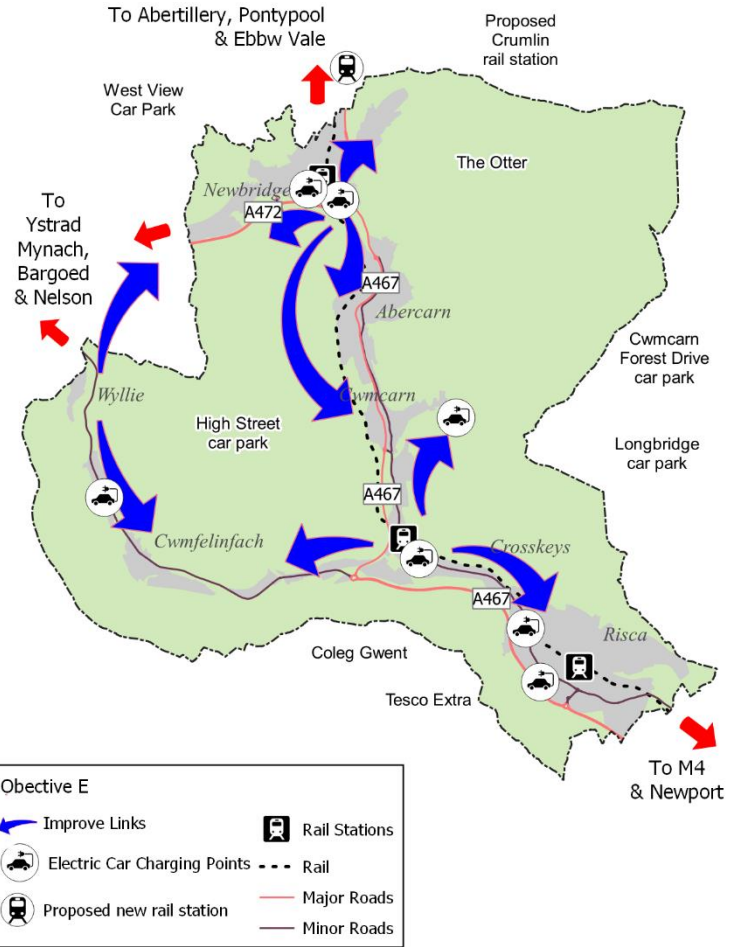 To Abertillery, Pontypool
& Ebbw Vale
Proposed
Crumlin
rail station
West View
Car Park
The Otter
Newbridge
A472
To
Ystrad
Mynach,
Bargoed
& Nelson
A467
Abercarn
Cwmcarn
Forest Drive
car park
Wyllie
Cwmcarn
High Street
car park
Longbridge
car park
A467
Cwmfelinfach
Crosskeys
A467
Risca
Coleg Gwent
Tesco Extra
To M4
& Newport
Obective E
Improve Links
Rail Stations
Electric Car Charging Points
Rail
Proposed new rail station
Major Roads
Minor Roads